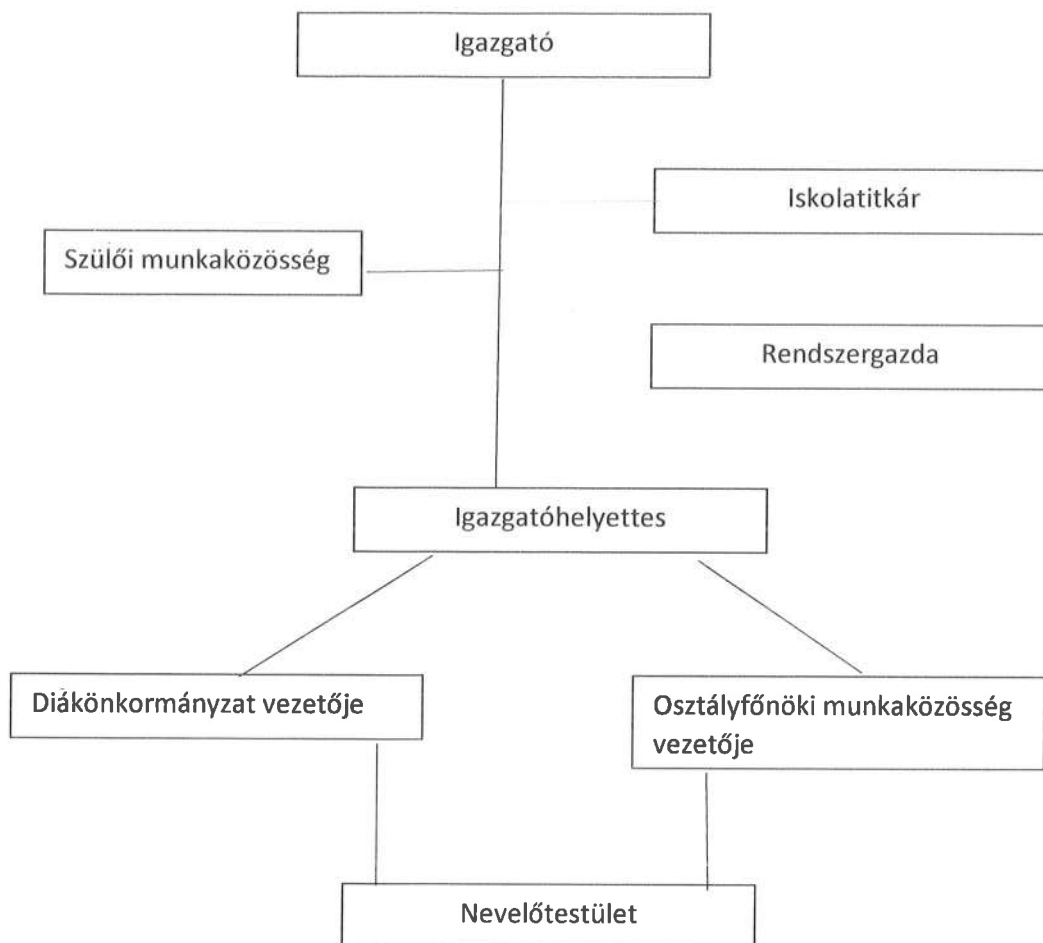 Igazgató
Iskolatitkár
Szülői munkaközösség
Rendszergazda
Igazgatóhelyettes
Diákönkormányzat vezetője
Osztályfőnöki munkaközösség
vezetője
Nevelőtestület